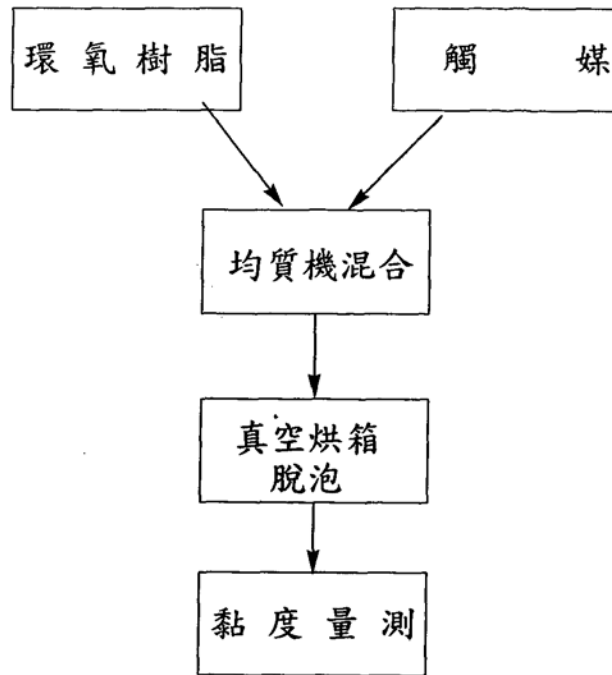 環氧樹脂
觸媒
均質機混合
真空烘箱
脫泡
黏度量測